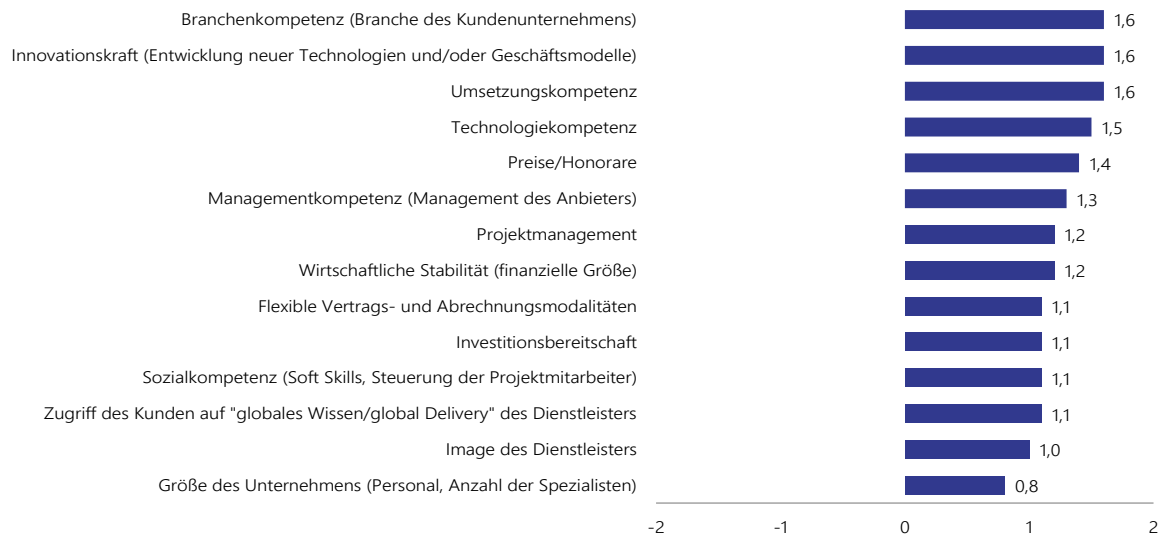 Branchenkompetenz (Branche des Kundenunternehmens) 1,6
Innovationskraft (Entwicklung neuer Technologien und/oder Geschäftsmodelle) 1,6
Umsetzungskompetenz 1,6
Technologiekompetenz 1,5
Preise/Honorare 1,4
Managementkompetenz (Management des Anbieters) 1,3
Projektmanagement 1,2
Wirtschaftliche Stabilität (finanzielle Größe) 1,2
Flexible Vertrags- und Abrechnungsmodalitäten 1,1
Investitionsbereitschaft 1,1
Sozialkompetenz (Soft Skills, Steuerung der Projektmitarbeiter) 1,1
Zugriff des Kunden auf "globales Wissen/global Delivery" des Dienstleisters 1,1
Image des Dienstleisters 1,0
Größe des Unternehmens (Personal, Anzahl der Spezialisten) 0,8
-2 -1 0 1 2